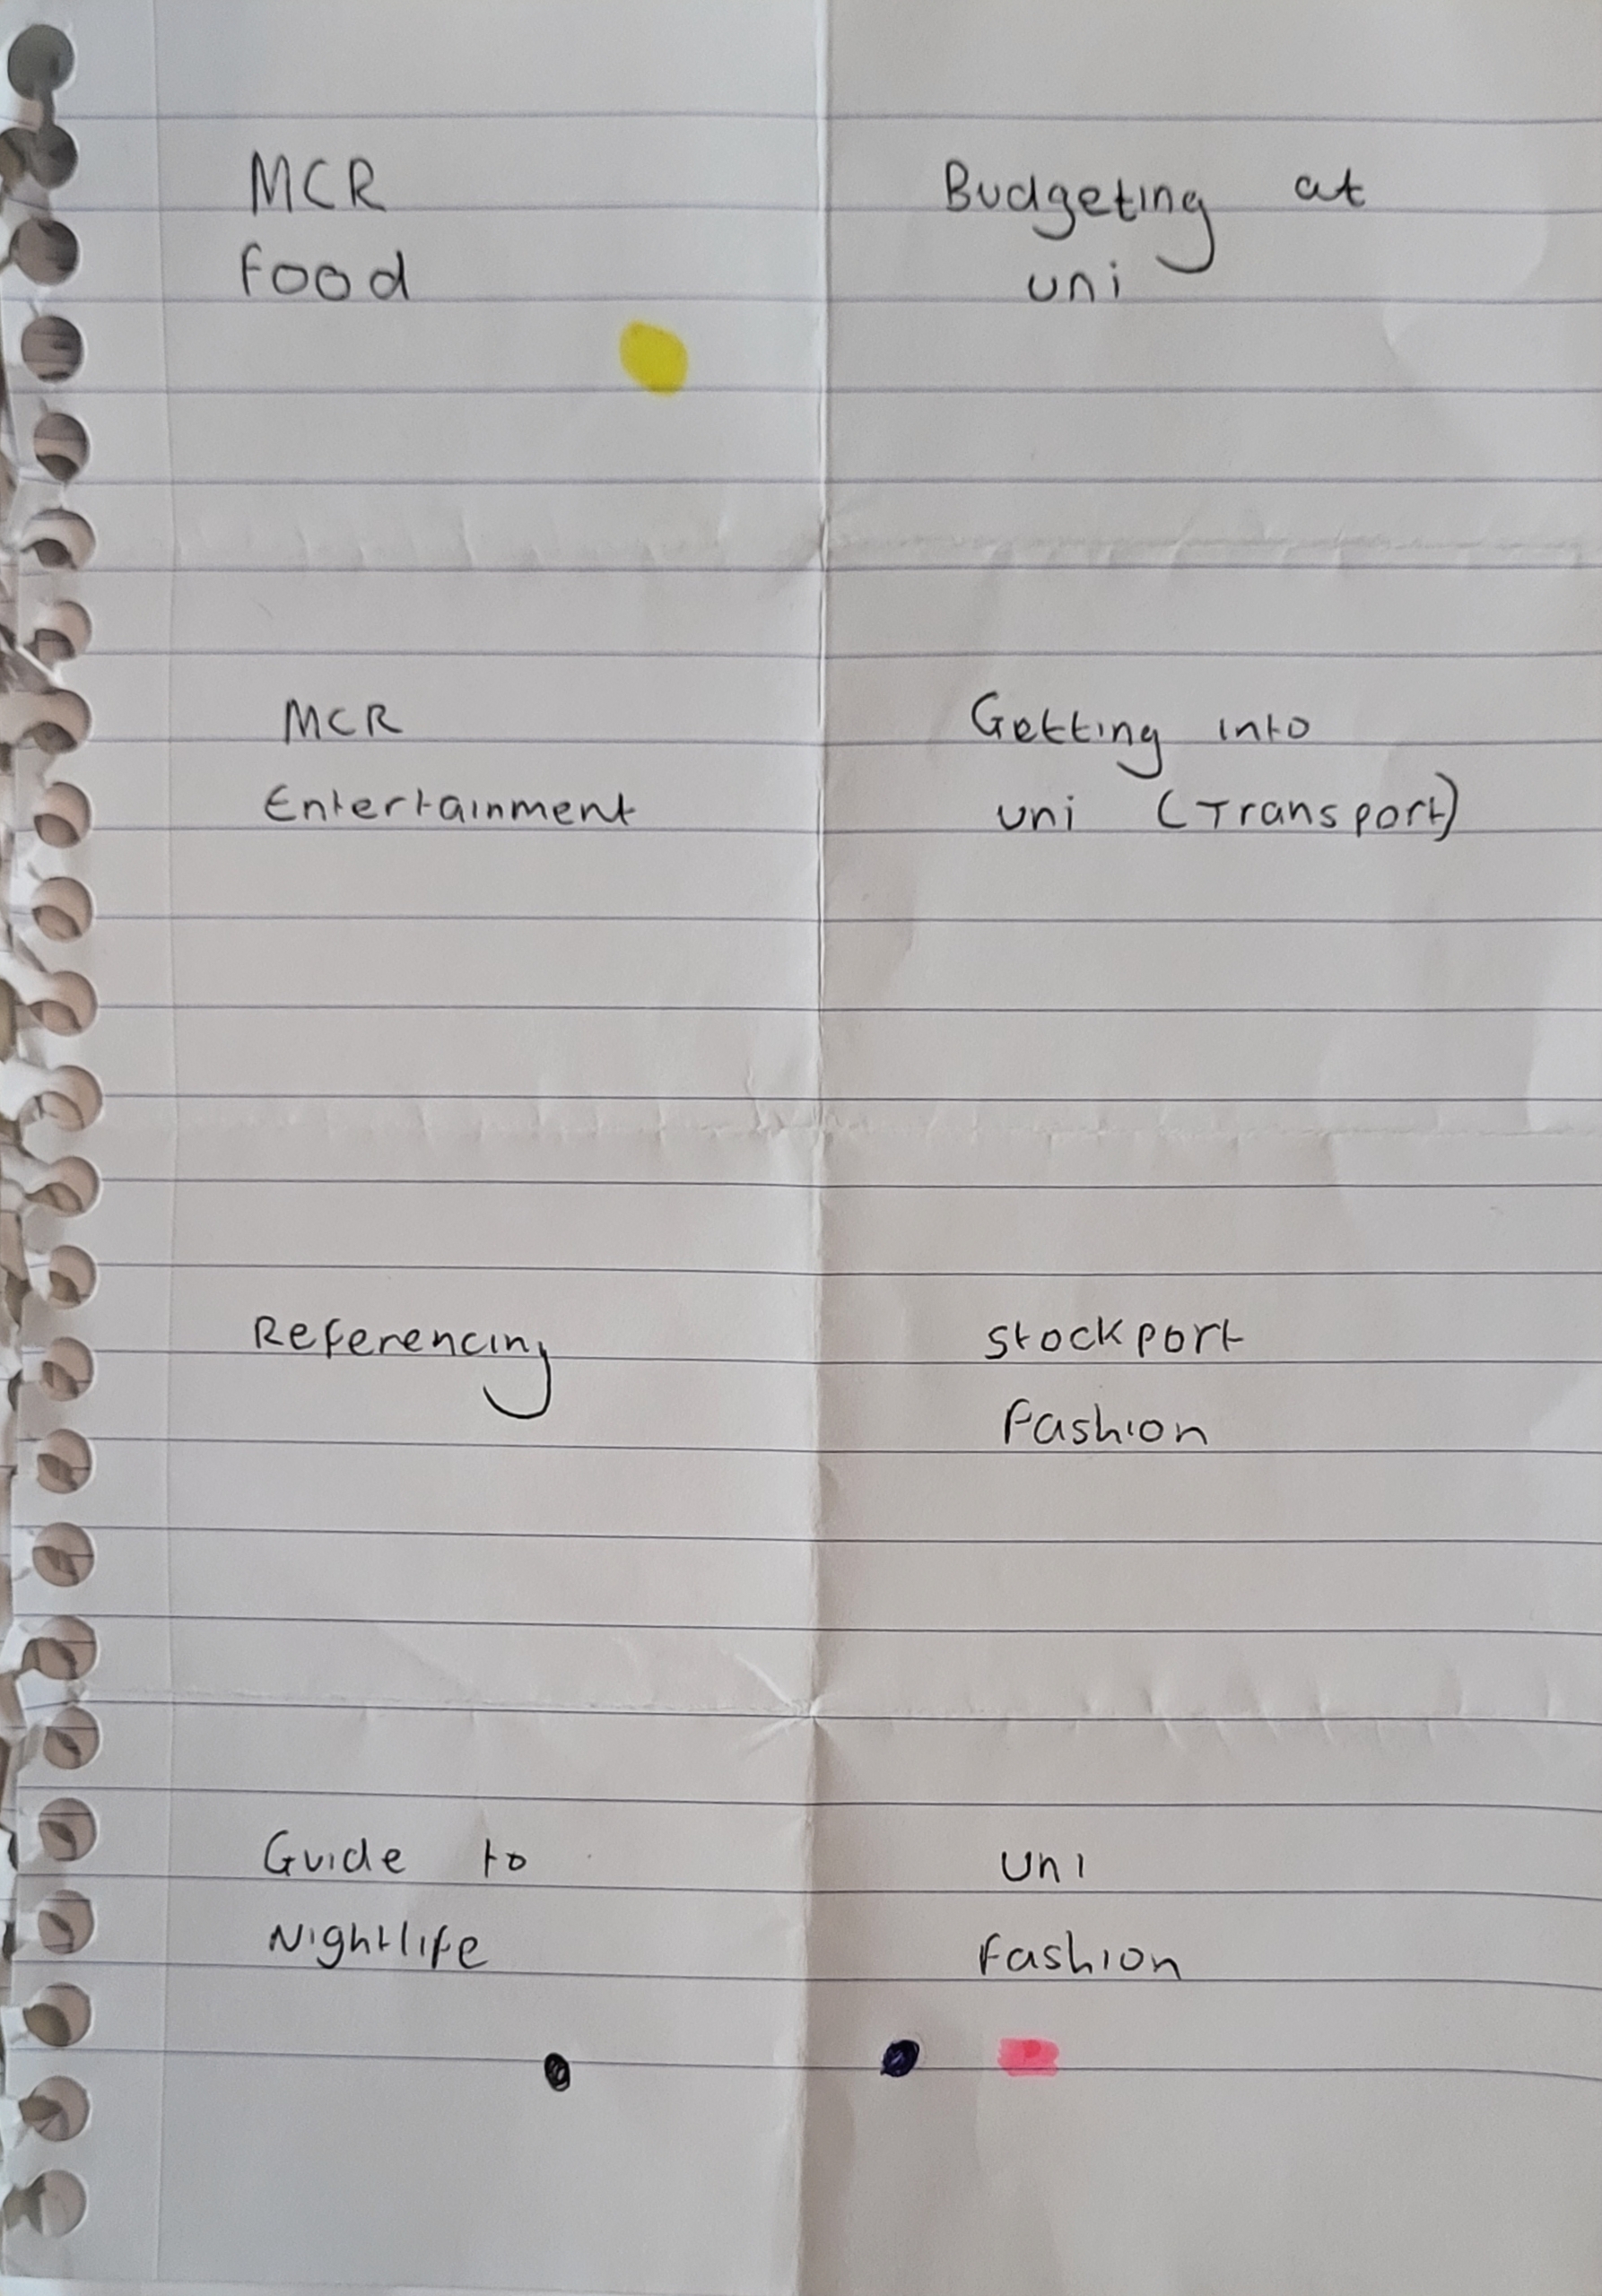 MCR
Food
Budgeting at
uni
MCR
Entertainment
Getting into
uni (Transport)
Referencing
Stockport
Fashion
Guide to
Nightlife
Uni
Fashion